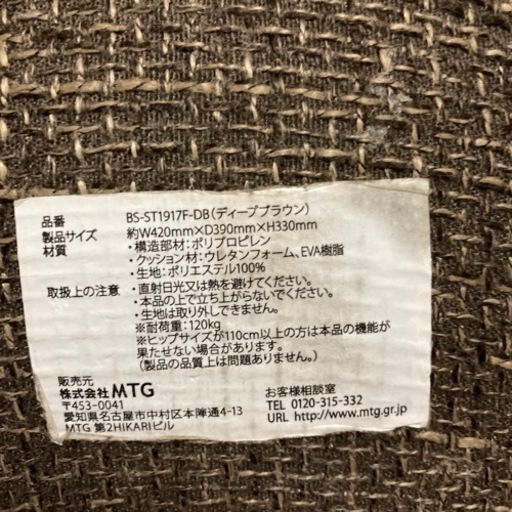 品番 BS-ST1917F-DB(ディープブラウン)
製品サイズ 約W420mm×D390mm×H330mm
材質 ・構造部材:ポリプロピレン
・クッション材:ウレタンフォーム、EVA樹脂
・生地:ポリエステル100%
取扱上の注意 ・直射日光又は熱を避けてください。
・本品の上で立ち上がらないでください。
・生地は取り外しできません。
※耐荷重:120kg
※ヒップサイズが110cm以上の方は本品の機能が
果たせない場合があります。
(製品の品質上は問題ありません。)
販売元
株式会社 MTG
〒453-0041
愛知県名古屋市中村区本陣通4-13
MTG 第2HIKARIビル
お客様相談室
TEL 0120-315-332
URL http://www.mtg.gr.jp